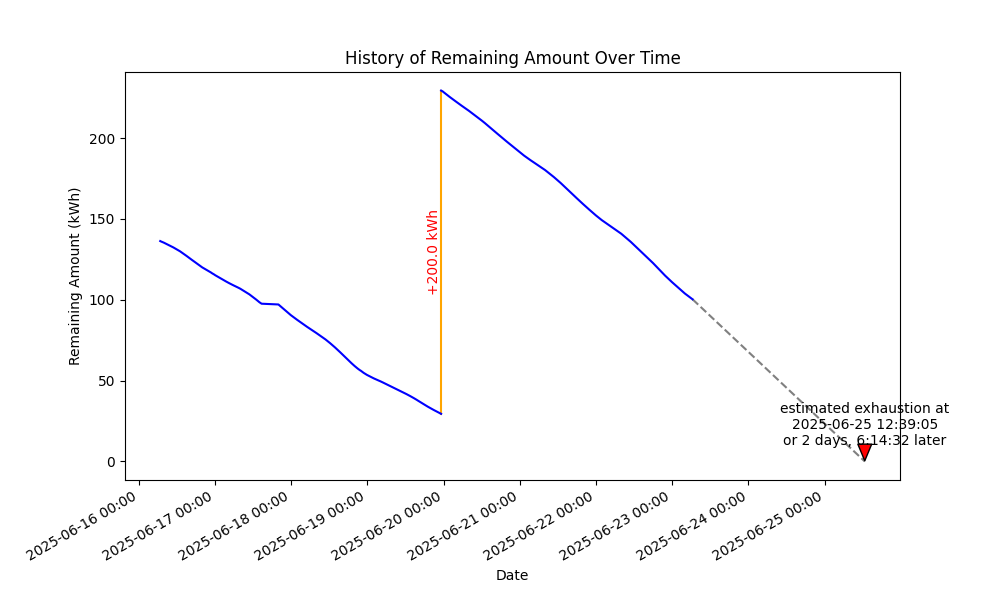 History of Remaining Amount Over Time
Remaining Amount (kWh)
200
150
100
50
0
+200.0 kWh
estimated exhaustion at
2025-06-25 12:39:05
or 2 days, 6:14:32 later
2025-06-16 00:00
2025-06-17 00:00
2025-06-18 00:00
2025-06-19 00:00
2025-06-20 00:00
2025-06-21 00:00
2025-06-22 00:00
2025-06-23 00:00
2025-06-24 00:00
2025-06-25 00:00
Date